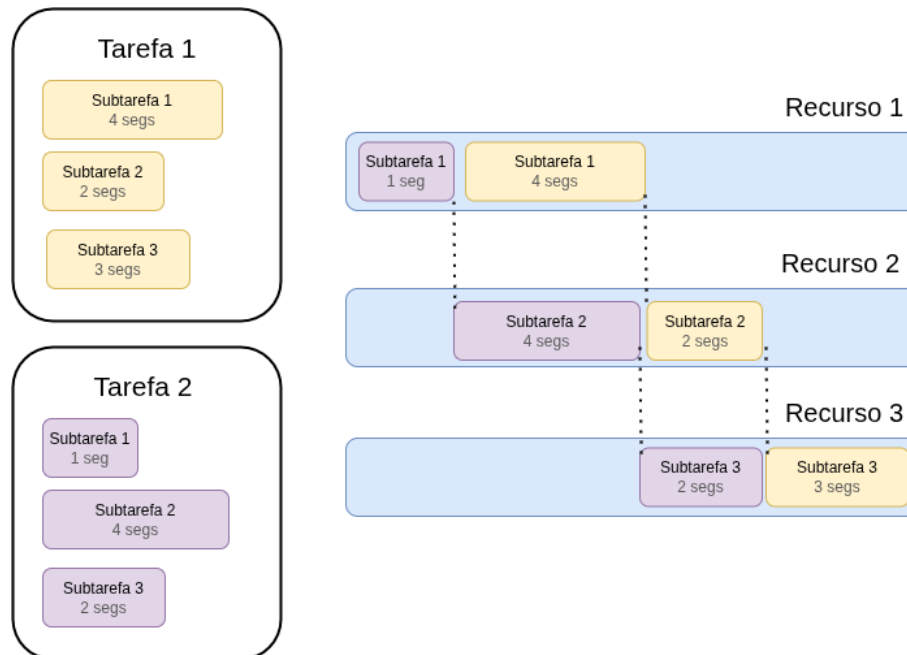 Tarefa 1
Subtarefa 1
4 segs
Subtarefa 2
2 segs
Subtarefa 3
3 segs
Tarefa 2
Subtarefa 1
1 seg
Subtarefa 2
4 segs
Subtarefa 3
2 segs
Recurso 1
Subtarefa 1
1 seg
Subtarefa 1
4 segs
Recurso 2
Subtarefa 2
4 segs
Subtarefa 2
2 segs
Recurso 3
Subtarefa 3
2 segs
Subtarefa 3
3 segs